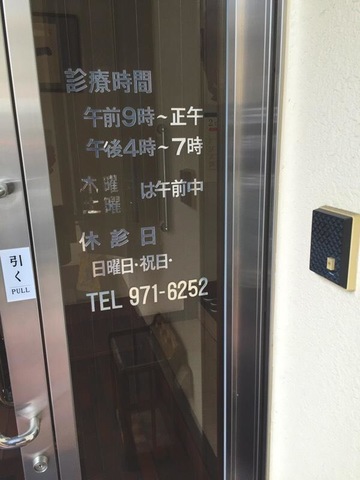 診療時間
午前9時～正午
午後4時～7時
木曜
土曜
は午前中
休診日
日曜日・祝日・
TEL 971-6252
引く
PULL